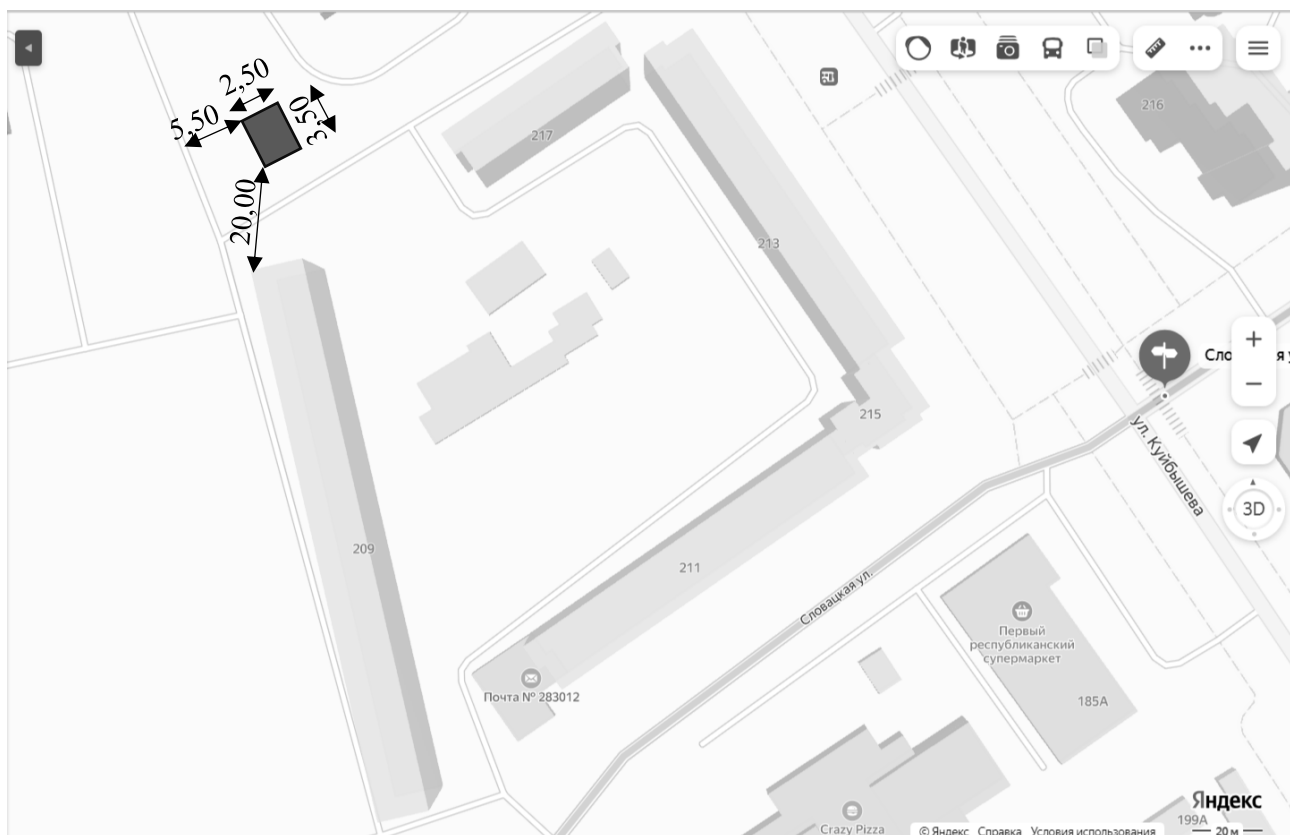 2,50
5,50
3,50
20,00
217
216
213
215
209
211
Словацкая ул.
ул. Куйбышева
3D
Почта № 283012
Первый
республиканский
супермаркет
185А
Crazy Pizza
199А
Яндекс
© Яндекс Справка Условия использования
20 м